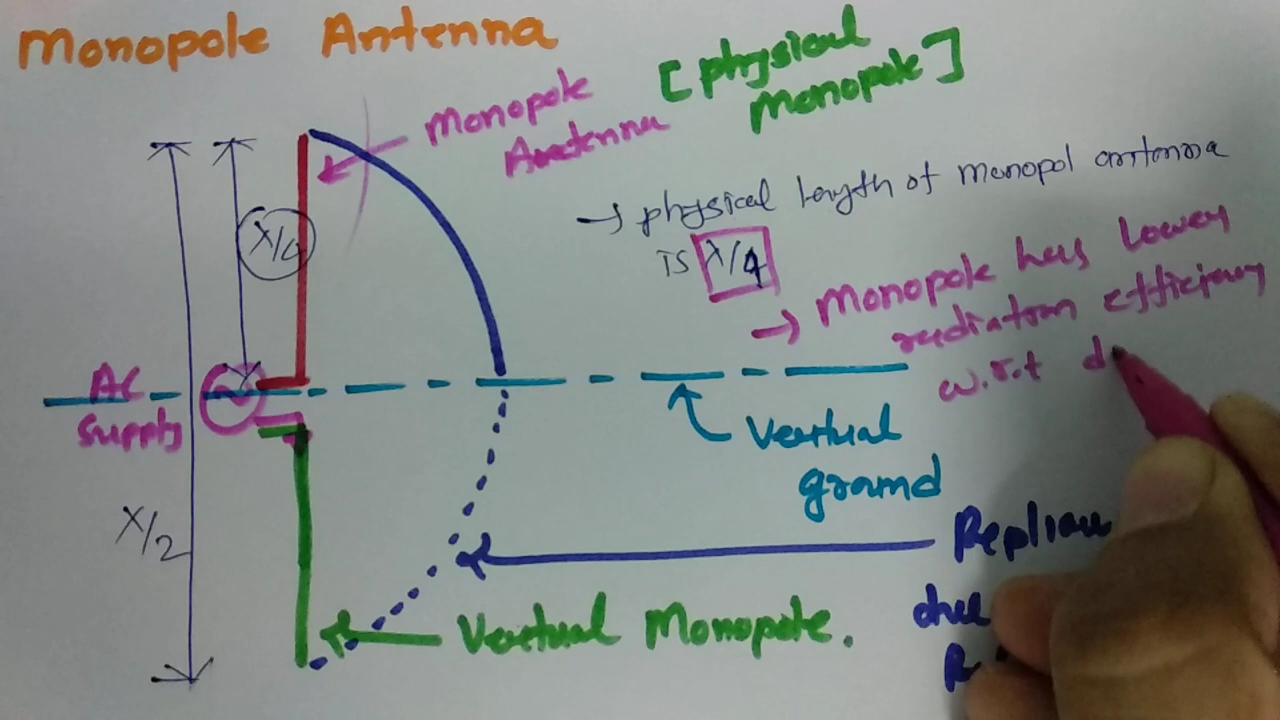 Monopole Antenna
[physical
monopole]
monopole
Antenna
→ physical length of monopol antenna
is λ/4
→ Monopole has lower
radiation efficiency
w.r.t d
λ/4
AC
supply
Vertual
ground
λ/2
due
Vertual Monopole.